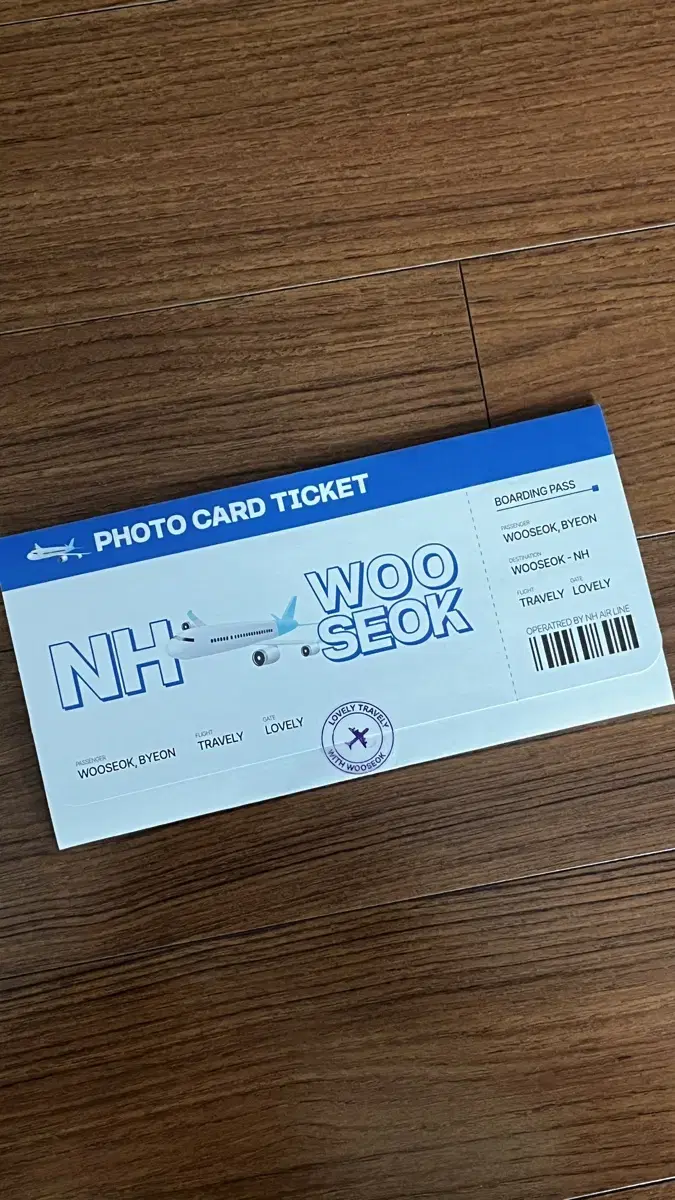 PHOTO CARD TICKET
NH
WOO
SEOK
PASSENGER
WOOSEOK, BYEON
FLIGHT
TRAVELY
GATE
LOVELY
LOVELY TRAVELY
WITH WOOSEOK
BOARDING PASS
PASSENGER
WOOSEOK, BYEON
DESTINATION
WOOSEOK - NH
FLIGHT GATE
TRAVELY LOVELY
OPERATRED BY NH AIR LINE